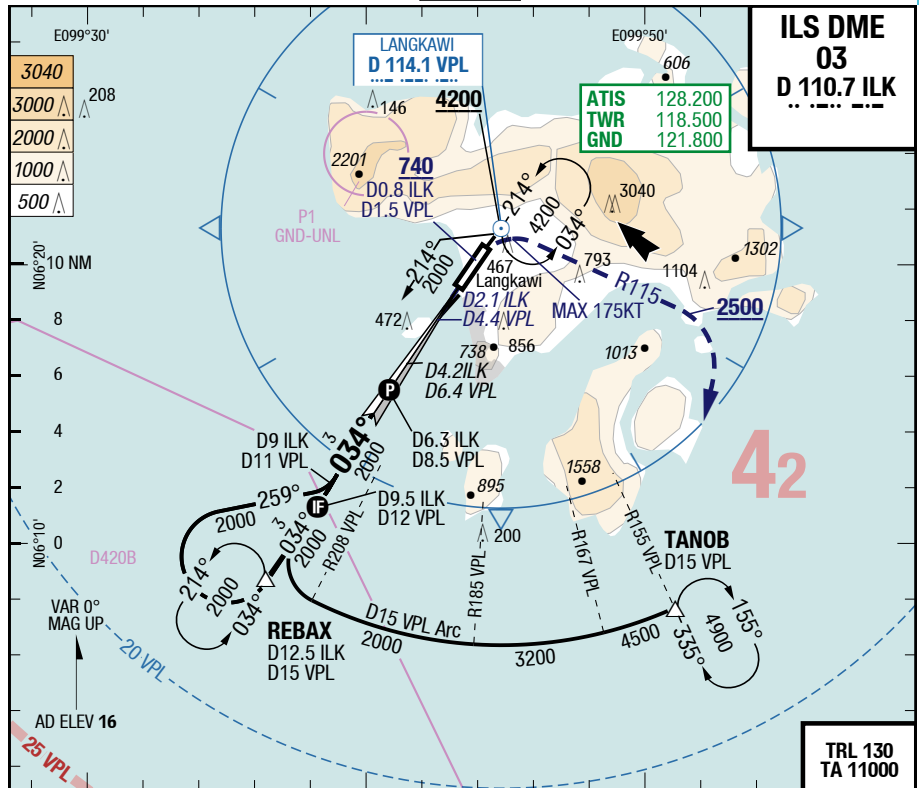 E099°30'
E099°50'
ILS DME
03
D 110.7 ILK
LANGKAWI
D 114.1 VPL
3040
3000
2000
1000
500
208
146
4200
606
ATIS 128.200
TWR 118.500
GND 121.800
2201
740
D0.8 ILK
D1.5 VPL
P1
GND-UNL
214°
4200
034°
3040
1302
N06°20'
10 NM
214°
2000
467
Langkawi
793
1104
R115
MAX 175KT
2500
D2.1 ILK
D4.4 VPL
472
8
738
856
1013
D4.2ILK
D6.4 VPL
6
P
4
D9 ILK
D11 VPL
3
034°
2000
D6.3 ILK
D8.5 VPL
42
1558
895
2
259°
2000
IF
D9.5 ILK
D12 VPL
3
034°
2000
R208 VPL
R185 VPL
200
R167 VPL
R155 VPL
TANOB
D15 VPL
N06°10'
0
D420B
214°
2000
034°
REBAX
D12.5 ILK
D15 VPL
D15 VPL Arc
2000
3200
4500
155°
4900
335°
VAR 0°
MAG UP
20 VPL
AD ELEV 16
25 VPL
TRL 130
TA 11000